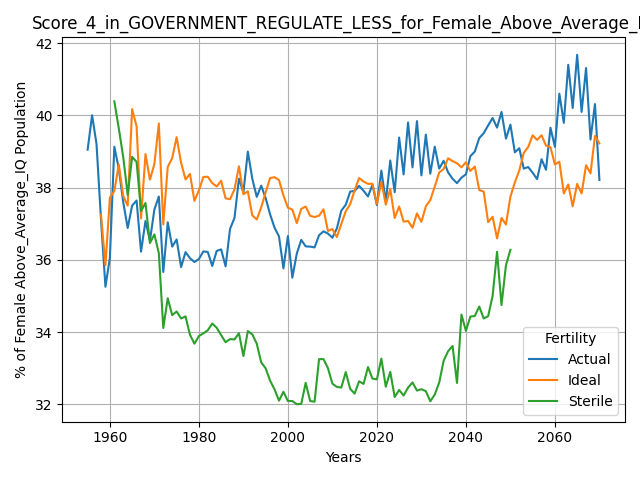 Score_4_in_GOVERNMENT_REGULATE_LESS_for_Female_Above_Average_
% of Female Above_Average_IQ Population
42
40
38
36
34
32
1960
1980
2000
2020
2040
2060
Years
Fertility
Actual
Ideal
Sterile